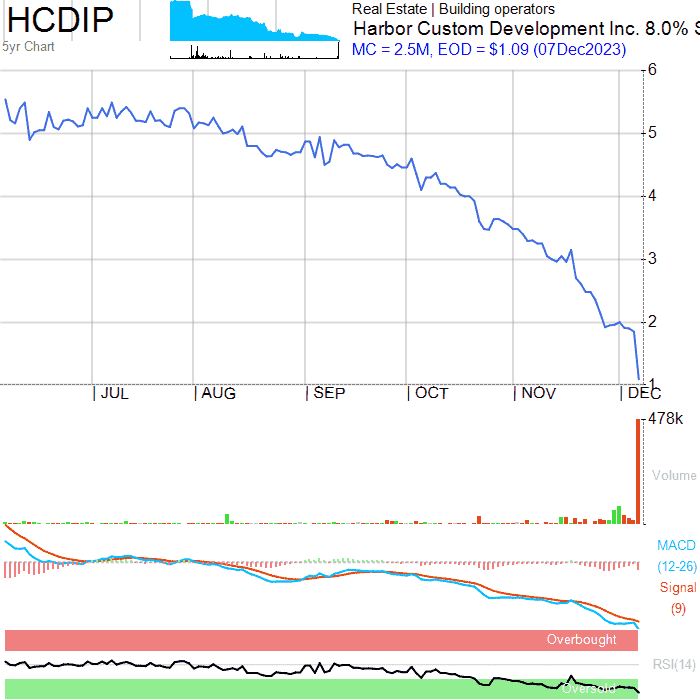 HCDIP
5yr Chart
Real Estate | Building operators
Harbor Custom Development Inc. 8.0% S
MC = 2.5M, EOD = $1.09 (07Dec2023)
6
5
4
3
2
1
JUL
AUG
SEP
OCT
NOV
DEC
478k
Volume
MACD
(12-26)
Signal
(9)
Overbought
RSI(14)
Oversold